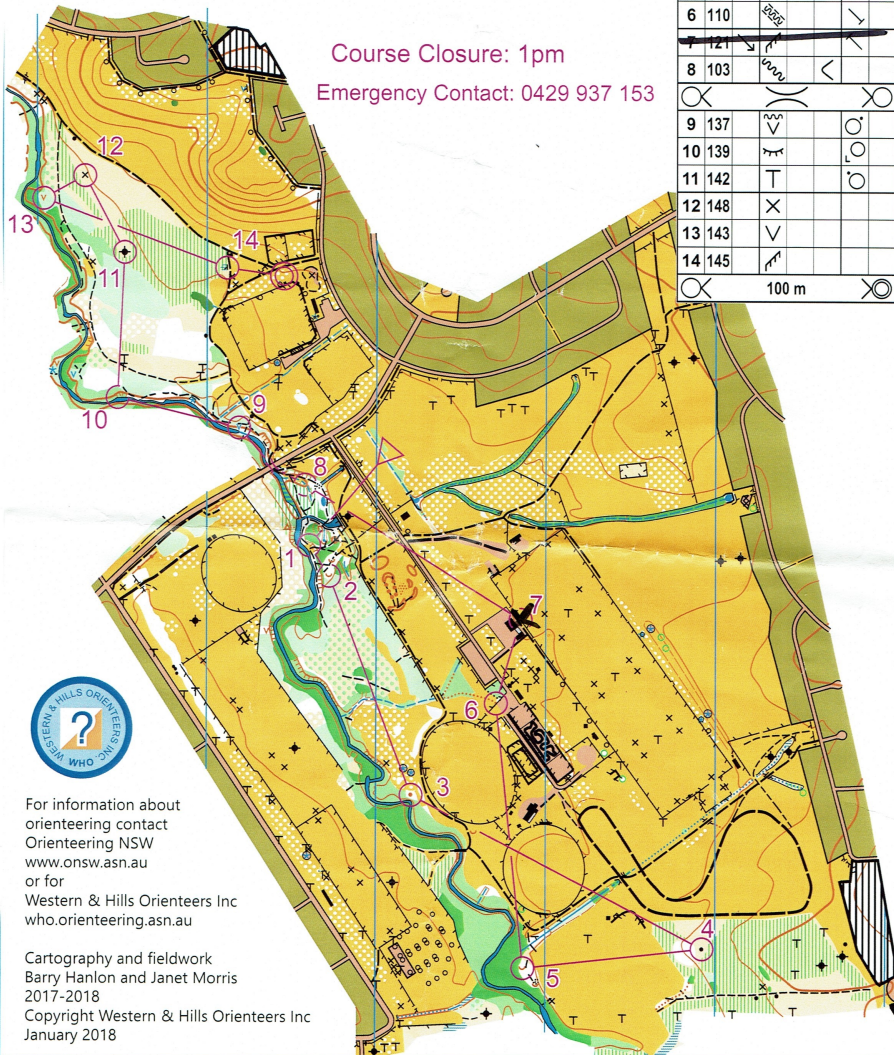 Course Closure: 1pm
Emergency Contact: 0429 937 153
6 110
7 121
8 103
9 137
10 139
11 142
12 148
13 143
14 145
100 m
12
13
14
11
10
9
8
1
2
7
6
3
4
5
WESTERN & HILLS ORIENTEERS INC
?
WHO
For information about
orienteering contact
Orienteering NSW
www.onsw.asn.au
or for
Western & Hills Orienteers Inc
who.orienteering.asn.au
Cartography and fieldwork
Barry Hanlon and Janet Morris
2017-2018
Copyright Western & Hills Orienteers Inc
January 2018